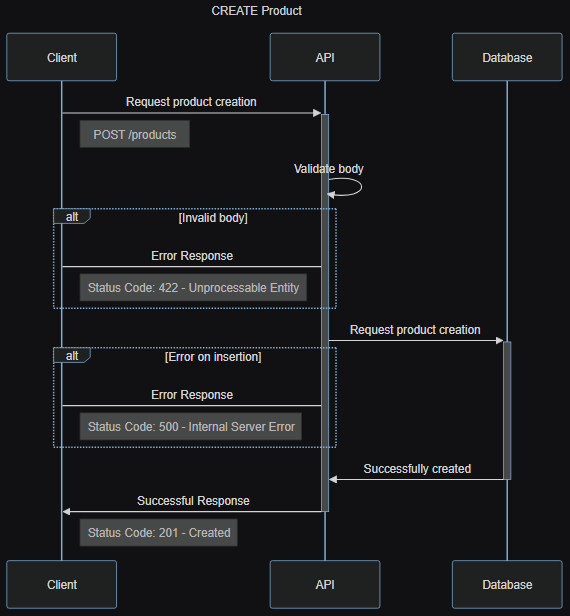 CREATE Product
Client
API
Database
Request product creation
POST /products
Validate body
alt
[Invalid body]
Error Response
Status Code: 422 - Unprocessable Entity
Request product creation
alt
[Error on insertion]
Error Response
Status Code: 500 - Internal Server Error
Successfully created
Successful Response
Status Code: 201 - Created
Client
API
Database